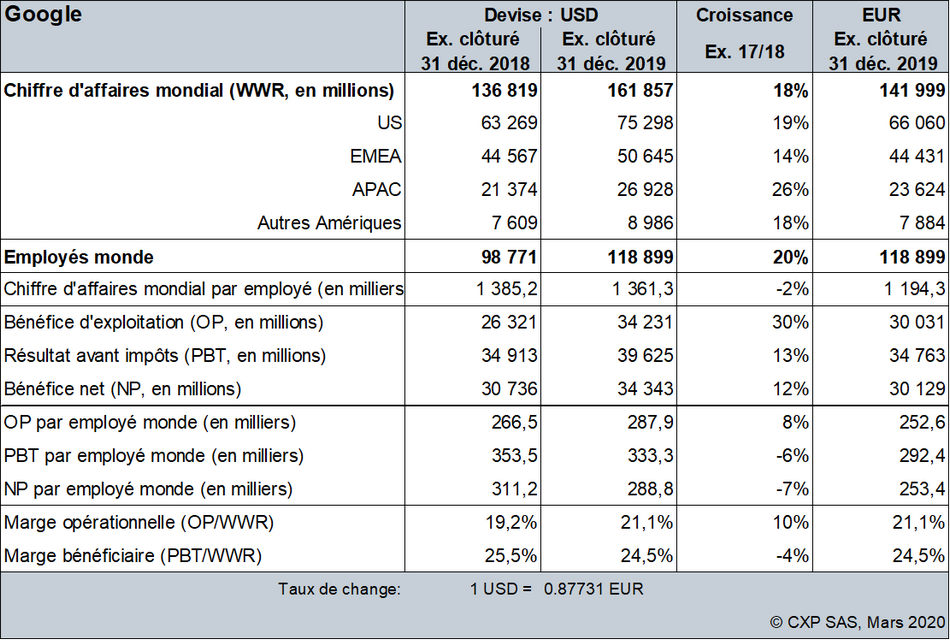 Google Devise : USD Croissance EUR
Ex. clôturé Ex. clôturé Ex. 17/18 Ex. clôturé
31 déc. 2018 31 déc. 2019 31 déc. 2019
Chiffre d'affaires mondial (WWR, en millions) 136 819 161 857 18% 141 999
US 63 269 75 298 19% 66 060
EMEA 44 567 50 645 14% 44 431
APAC 21 374 26 928 26% 23 624
Autres Amériques 7 609 8 986 18% 7 884
Employés monde 98 771 118 899 20% 118 899
Chiffre d'affaires mondial par employé (en milliers 1 385,2 1 361,3 -2% 1 194,3
Bénéfice d'exploitation (OP, en millions) 26 321 34 231 30% 30 031
Résultat avant impôts (PBT, en millions) 34 913 39 625 13% 34 763
Bénéfice net (NP, en millions) 30 736 34 343 12% 30 129
OP par employé monde (en milliers) 266,5 287,9 8% 252,6
PBT par employé monde (en milliers) 353,5 333,3 -6% 292,4
NP par employé monde (en milliers) 311,2 288,8 -7% 253,4
Marge opérationnelle (OP/WWR) 19,2% 21,1% 10% 21,1%
Marge bénéficiaire (PBT/WWR) 25,5% 24,5% -4% 24,5%
Taux de change: 1 USD = 0.87731 EUR
© CXP SAS, Mars 2020